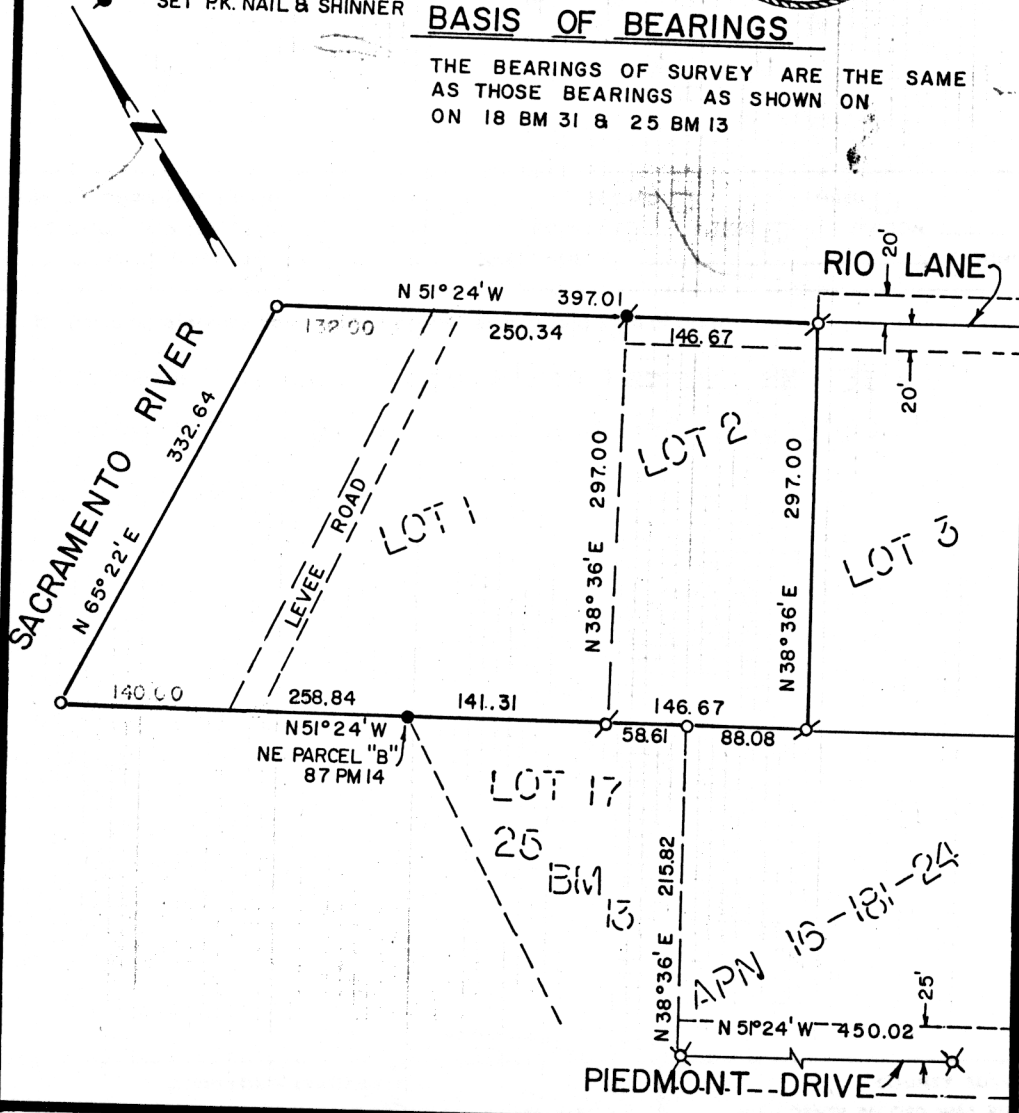 SET P.K. NAIL & SHINNER
BASIS OF BEARINGS
THE BEARINGS OF SURVEY ARE THE SAME
AS THOSE BEARINGS AS SHOWN ON
ON 18 BM 31 & 25 BM 13
N
20'
RIO LANE
N 51° 24' W
397.01
132.00
250.34
146.67
20'
SACRAMENTO RIVER
332.64
N 65° 22' E
LEVEE ROAD
LOT 1
N 38° 36' E 297.00
LOT 2
N 38° 36' E 297.00
LOT 3
140.00
258.84
141.31
146.67
N 51° 24' W
58.61
88.08
NE PARCEL "B"
87 PM 14
LOT 17
25
BM
13
N 38° 36' E 215.82
APN 16-181-24
25'
N 51° 24' W 450.02
PIEDMONT DRIVE